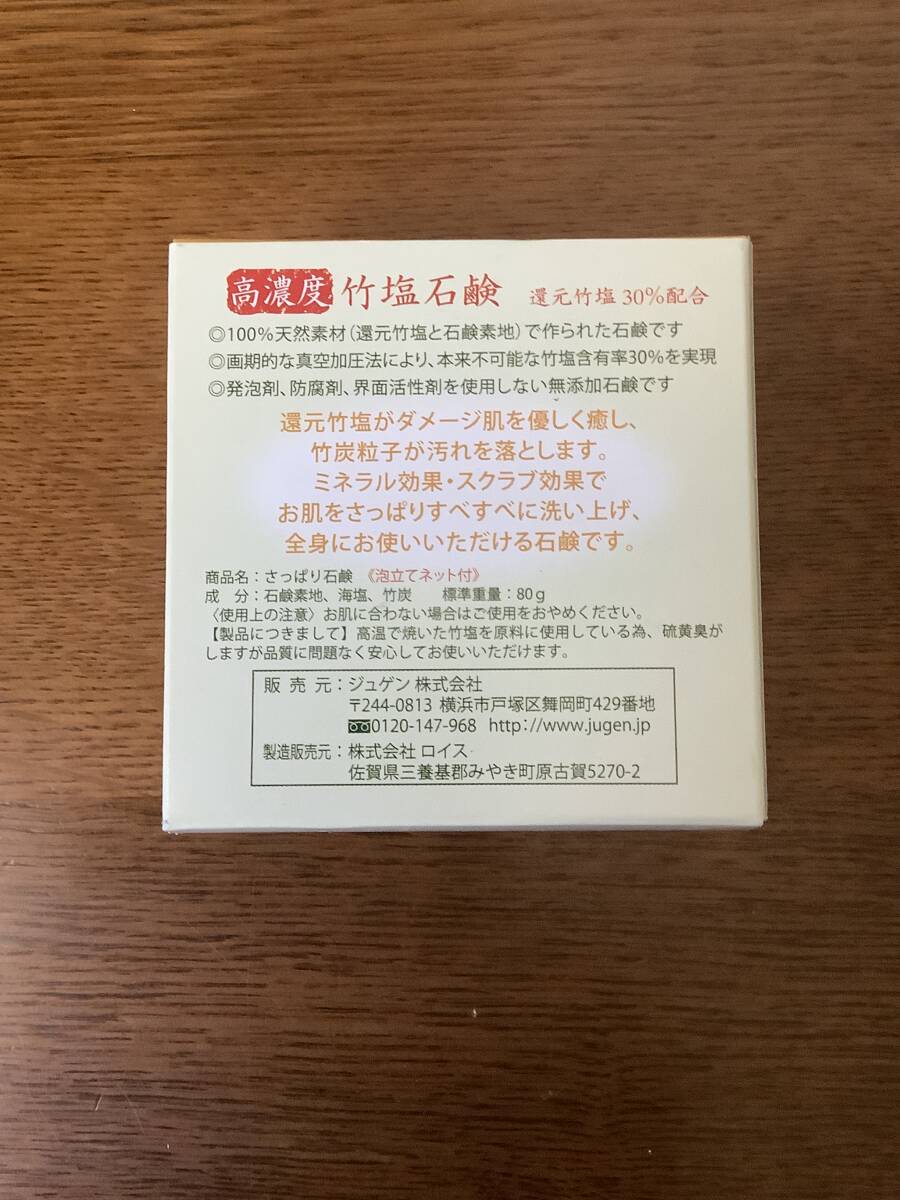 高濃度 竹塩石鹸 還元竹塩 30%配合
◎100%天然素材(還元竹塩と石鹸素地)で作られた石鹸です
◎画期的な真空加圧法により、本来不可能な竹塩含有率30%を実現
◎発泡剤、防腐剤、界面活性剤を使用しない無添加石鹸です
還元竹塩がダメージ肌を優しく癒し、
竹炭粒子が汚れを落とします。
ミネラル効果・スクラブ効果で
お肌をさっぱりすべすべに洗い上げ、
全身にお使いいただける石鹸です。
商品名:さっぱり石鹸 《泡立てネット付》
成 分:石鹸素地、海塩、竹炭 標準重量:80g
〈使用上の注意〉お肌に合わない場合はご使用をおやめください。
【製品につきまして】高温で焼いた竹塩を原料に使用している為、硫黄臭が
しますが品質に問題なく安心してお使いいただけます。
販 売 元:ジュゲン 株式会社
〒244-0813 横浜市戸塚区舞岡町429番地
0120-147-968 http://www.jugen.jp
製造販売元:株式会社 ロイス
佐賀県三養基郡みやき町原古賀5270-2